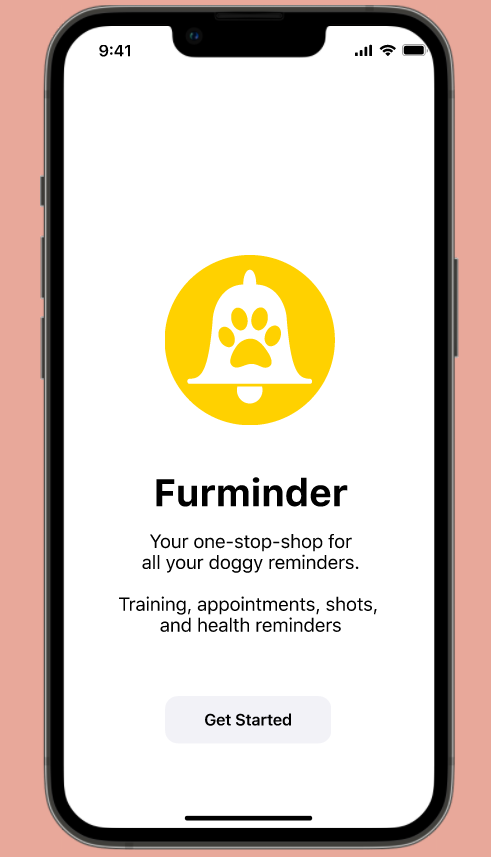 9:41
Furminder
Your one-stop-shop for
all your doggy reminders.
Training, appointments, shots,
and health reminders
Get Started